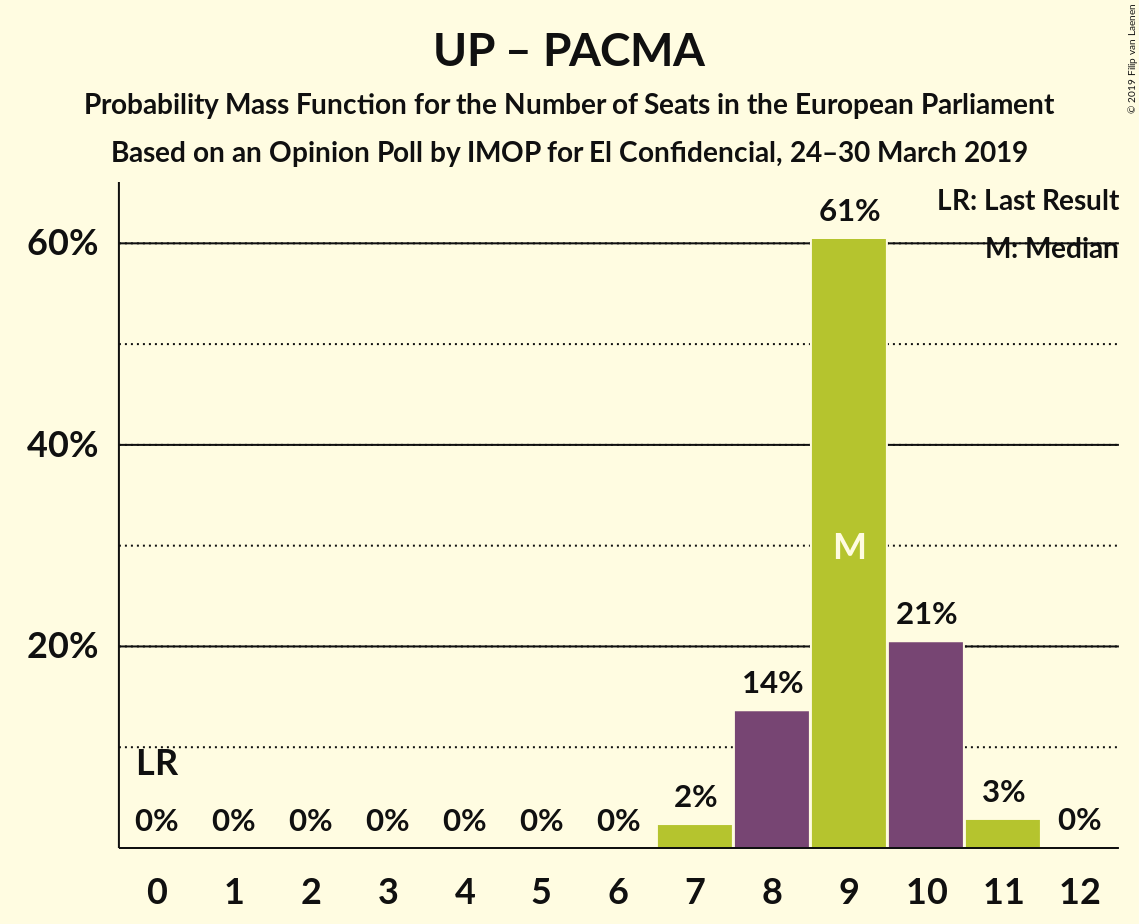 UP – PACMA
Probability Mass Function for the Number of Seats in the European Parliament
Based on an Opinion Poll by IMOP for El Confidencial, 24–30 March 2019
© 2019 Filip van Laenen
LR: Last Result
M: Median
60%
40%
20%
61%
M
21%
14%
LR
0% 0% 0% 0% 0% 0% 0% 2% 3% 0%
0 1 2 3 4 5 6 7 8 9 10 11 12